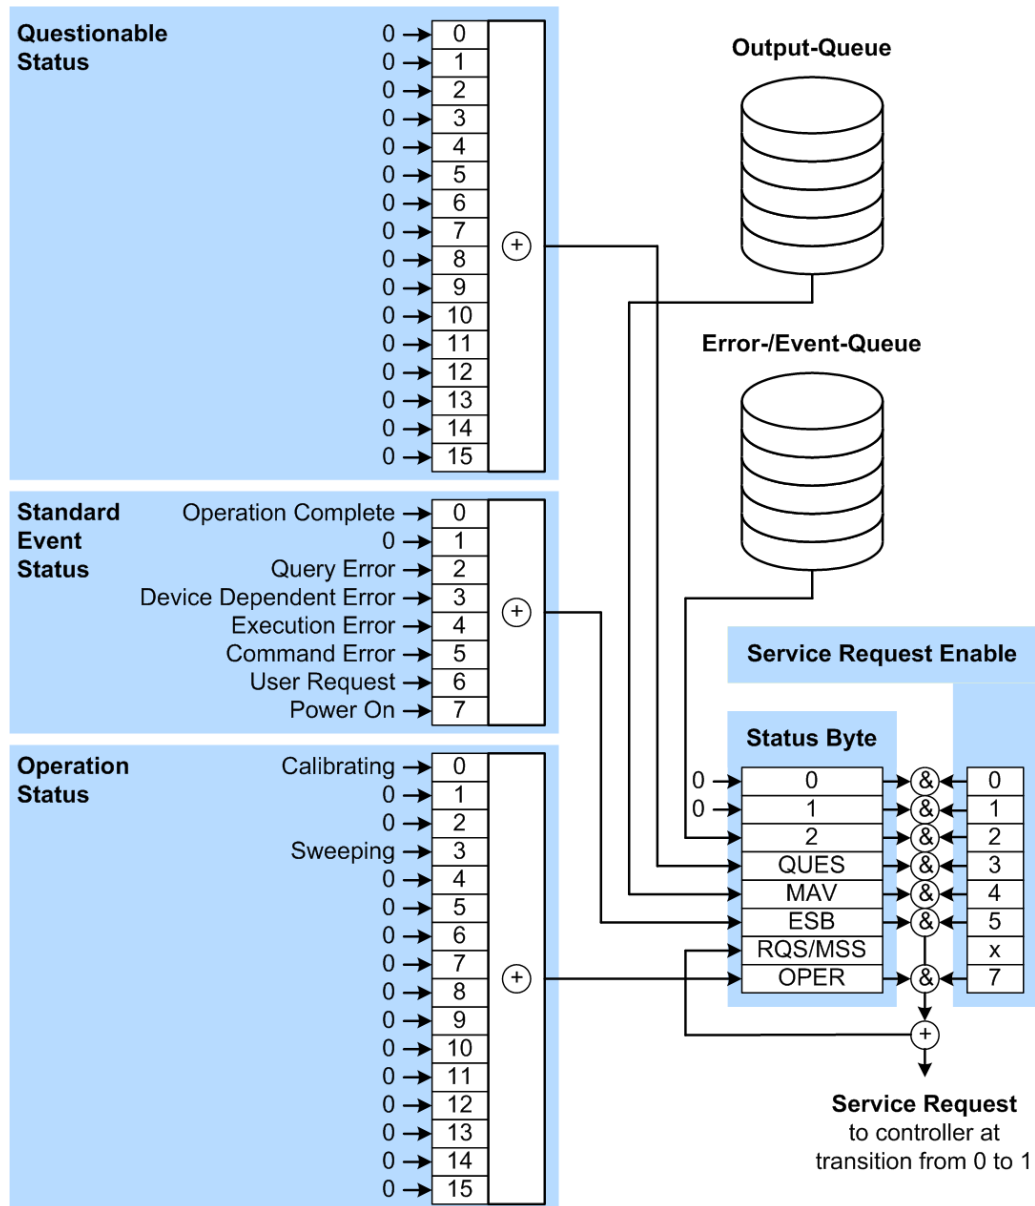 Questionable
Status
0 0
0 1
0 2
0 3
0 4
0 5
0 6
0 7
0 8
0 9
0 10
0 11
0 12
0 13
0 14
0 15
+
Output-Queue
Error-/Event-Queue
Standard
Event
Status
Operation Complete 0
0 1
Query Error 2
Device Dependent Error 3
Execution Error 4
Command Error 5
User Request 6
Power On 7
+
Operation
Status
Calibrating 0
0 1
0 2
Sweeping 3
0 4
0 5
0 6
0 7
0 8
0 9
0 10
0 11
0 12
0 13
0 14
0 15
+
Service Request Enable
Status Byte
0 0 & 0
0 1 & 1
2 & 2
QUES & 3
MAV & 4
ESB & 5
RQS/MSS x
OPER & 7
+
Service Request
to controller at
transition from 0 to 1